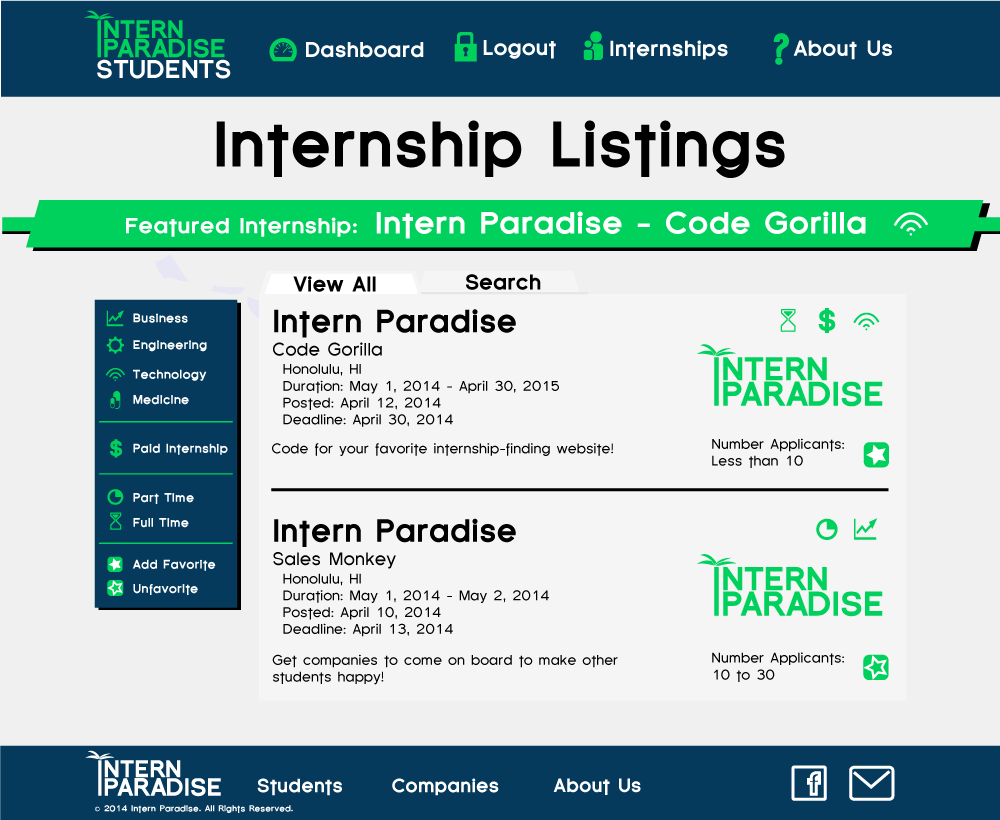 INTERN
PARADISE
STUDENTS
Dashboard
Logout
Internships
About Us
Internship Listings
Featured Internship: Intern Paradise - Code Gorilla
View All
Search
Business
Engineering
Technology
Medicine
Paid Internship
Part Time
Full Time
Add Favorite
Unfavorite
Intern Paradise
Code Gorilla
Honolulu, HI
Duration: May 1, 2014 - April 30, 2015
Posted: April 12, 2014
Deadline: April 30, 2014
Code for your favorite internship-finding website!
INTERN
PARADISE
Number Applicants:
Less than 10
Intern Paradise
Sales Monkey
Honolulu, HI
Duration: May 1, 2014 - May 2, 2014
Posted: April 10, 2014
Deadline: April 13, 2014
Get companies to come on board to make other
students happy!
INTERN
PARADISE
Number Applicants:
10 to 30
INTERN
PARADISE
© 2014 Intern Paradise. All Rights Reserved.
Students
Companies
About Us